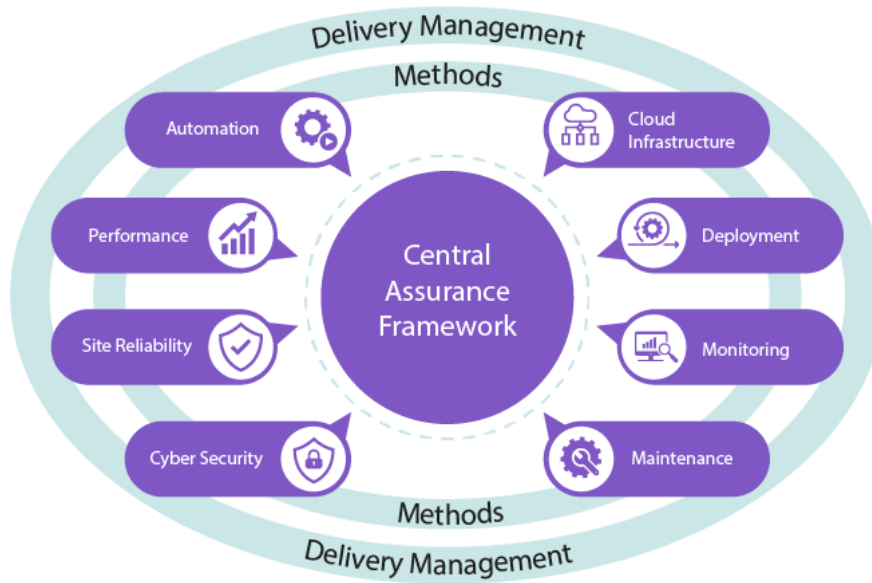 Delivery Management
Methods
Automation
Cloud
Infrastructure
Performance
Deployment
Central
Assurance
Framework
Site Reliability
Monitoring
Cyber Security
Maintenance
Methods
Delivery Management